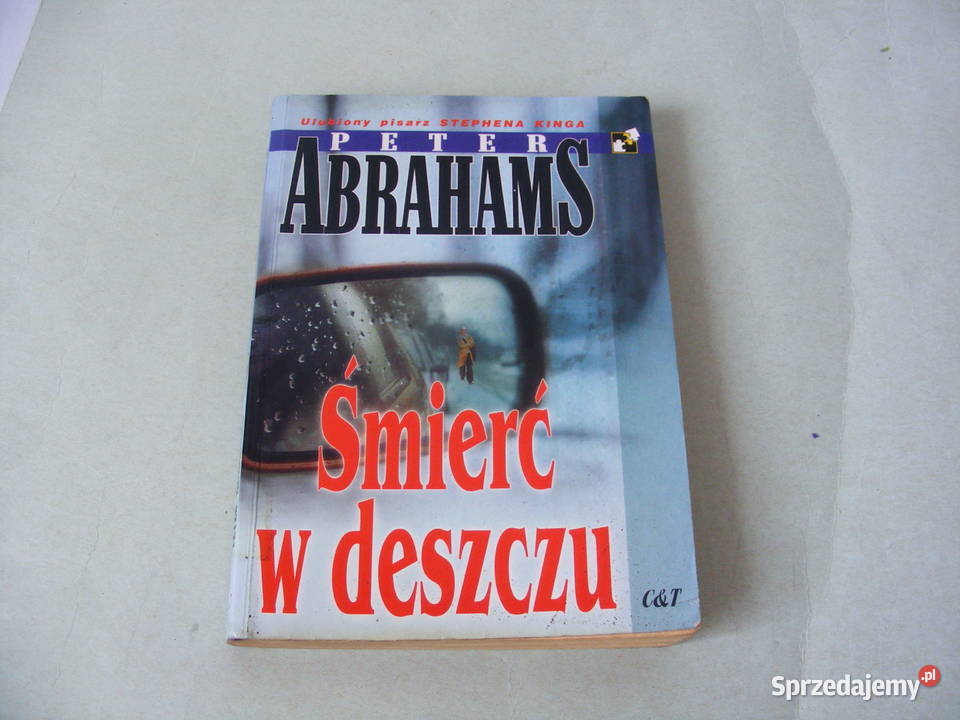 Ulubiony pisarz STEPHENA KINGA
PETER
ABRAHAMS
Śmierć
w deszczu
C&T
Sprzedajemy.pl